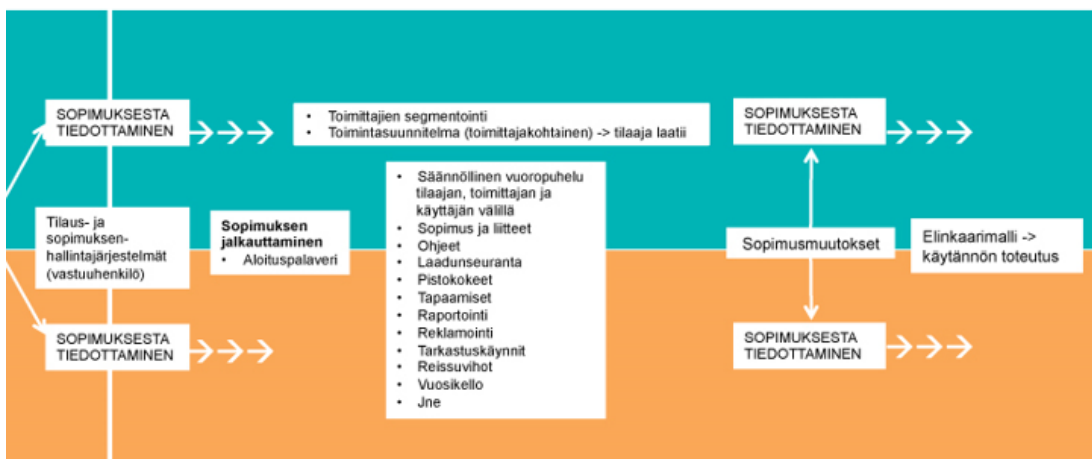 SOPIMUKSESTA
TIEDOTTAMINEN
• Toimittajien segmentointi
• Toimintasuunnitelma (toimittajakohtainen) -> tilaaja laatii
SOPIMUKSESTA
TIEDOTTAMINEN
Tilaus- ja
sopimuksen-
hallintajärjestelmät
(vastuuhenkilö)
Sopimuksen
jalkauttaminen
• Aloituspalaveri
• Säännöllinen vuoropuhelu
tilaajan, toimittajan ja
käyttäjän välillä
• Sopimus ja liitteet
• Ohjeet
• Laadunseuranta
• Pistokokeet
• Tapaamiset
• Raportointi
• Reklamointi
• Tarkastuskäynnit
• Reissuvihot
• Vuosikello
• Jne
Sopimusmuutokset
Elinkaarimalli ->
käytännön toteutus
SOPIMUKSESTA
TIEDOTTAMINEN
SOPIMUKSESTA
TIEDOTTAMINEN